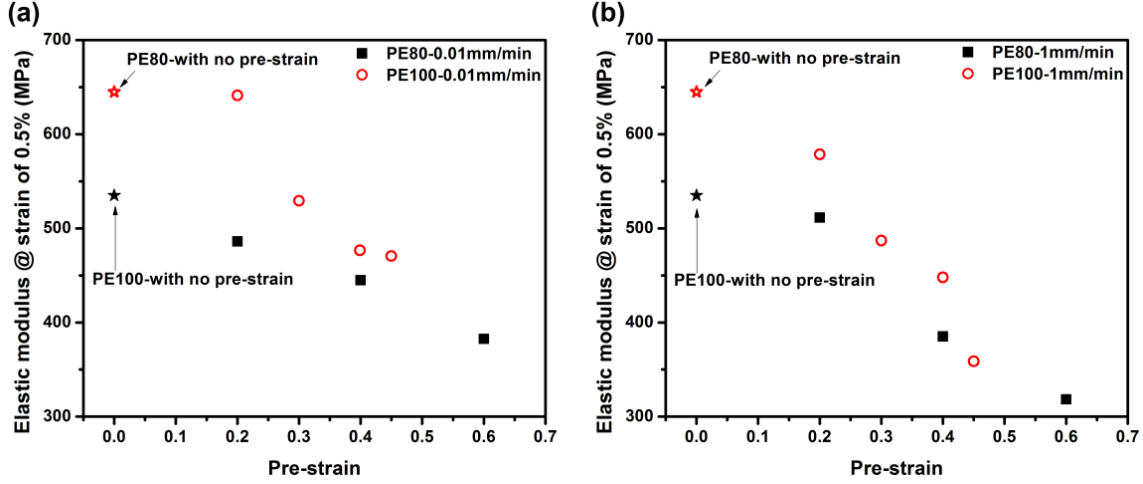 (a)
Elastic modulus @ strain of 0.5% (MPa)
700
600
500
400
300
PE80-with no pre-strain
PE80-0.01mm/min
PE100-0.01mm/min
PE100-with no pre-strain
0.0 0.1 0.2 0.3 0.4 0.5 0.6 0.7
Pre-strain
(b)
Elastic modulus @ strain of 0.5% (MPa)
700
600
500
400
300
PE80-with no pre-strain
PE80-1mm/min
PE100-1mm/min
PE100-with no pre-strain
0.0 0.1 0.2 0.3 0.4 0.5 0.6 0.7
Pre-strain